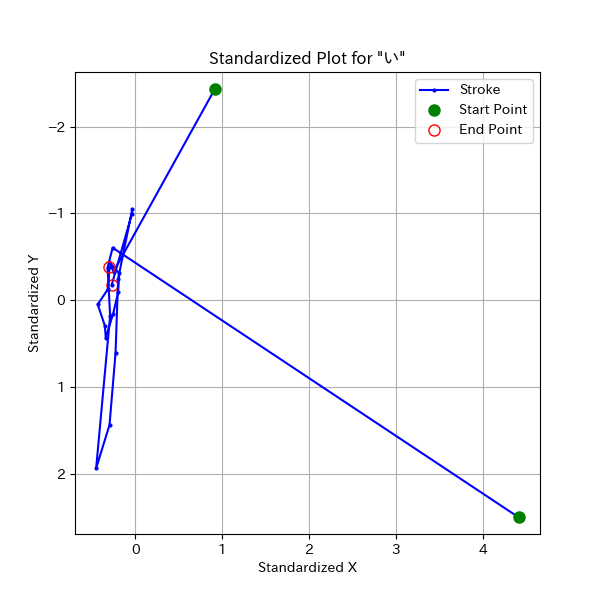 Standardized Plot for "い"
Stroke
Start Point
End Point
−2
−1
0
1
2
Standardized Y
0 1 2 3 4
Standardized X